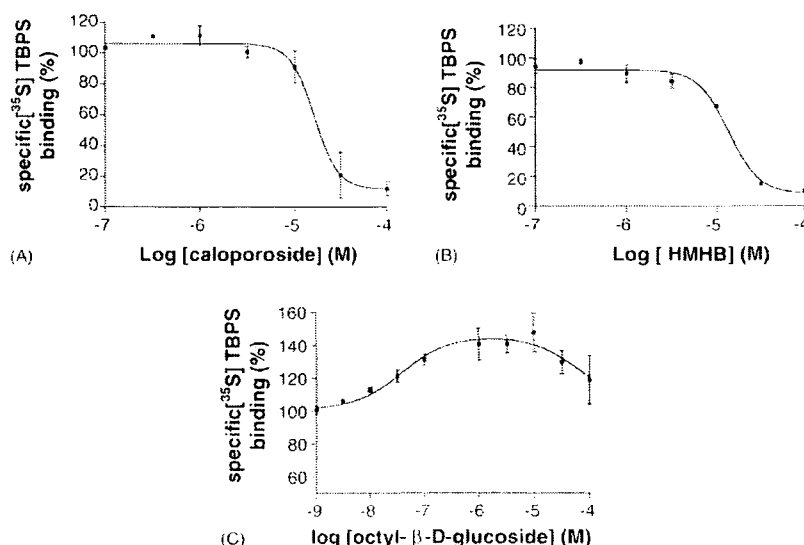 specific[³⁵S] TBPS
binding (%)
120
100
80
60
40
20
0
-7
-6
-5
-4
Log [caloporoside] (M)
(A)
specific[³⁵S] TBPS
binding (%)
120
100
80
60
40
20
0
-7
-6
-5
-4
Log [ HMHB] (M)
(B)
specific[³⁵S] TBPS
binding (%)
160
140
120
100
80
60
-9
-8
-7
-6
-5
-4
log [octyl- β-D-glucoside] (M)
(C)